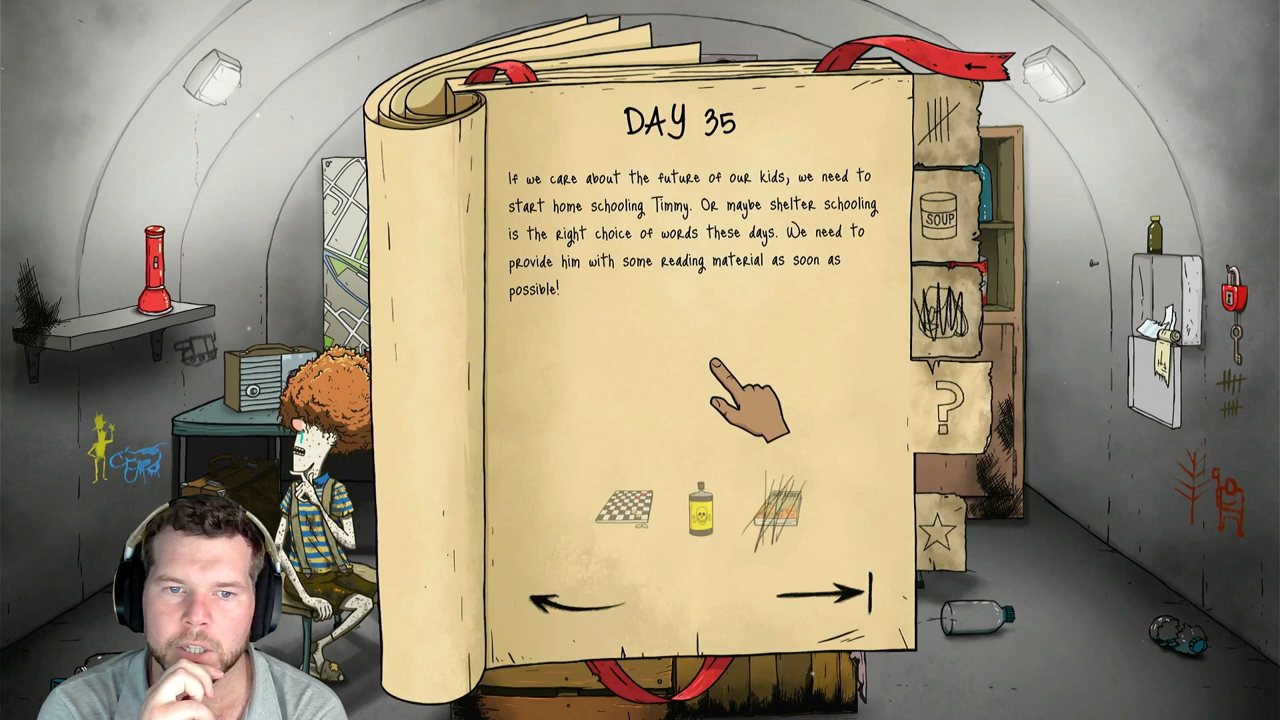 DAY 35
If we care about the future of our kids, we need to
start home schooling Timmy. Or maybe shelter schooling
is the right choice of words these days. We need to
provide him with some reading material as soon as
possible!
SOUP
?